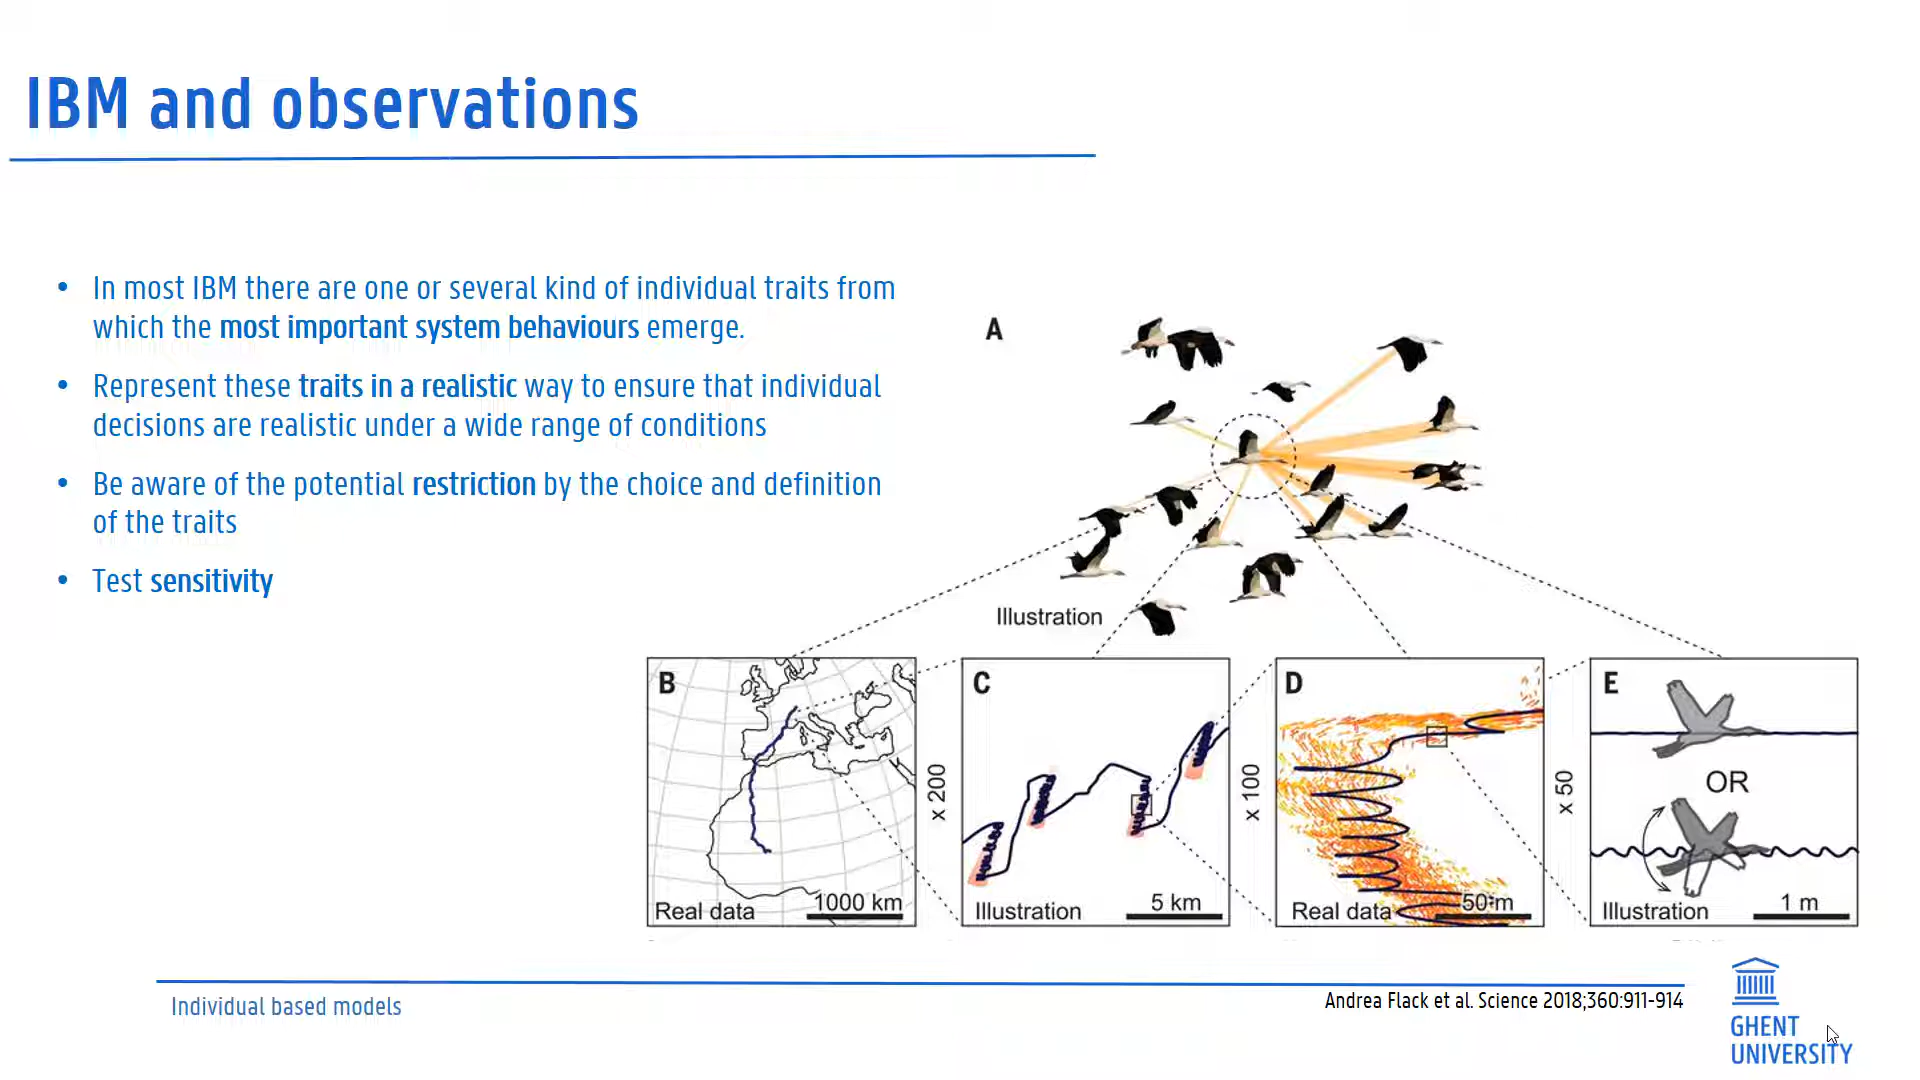 IBM and observations
• In most IBM there are one or several kind of individual traits from
which the most important system behaviours emerge.
• Represent these traits in a realistic way to ensure that individual
decisions are realistic under a wide range of conditions
• Be aware of the potential restriction by the choice and definition
of the traits
• Test sensitivity
A
Illustration
B
Real data
1000 km
x 200
C
Illustration
5 km
x 100
D
Real data
50 m
x 50
E
OR
Illustration
1 m
Individual based models
Andrea Flack et al. Science 2018;360:911-914
GHENT
UNIVERSITY